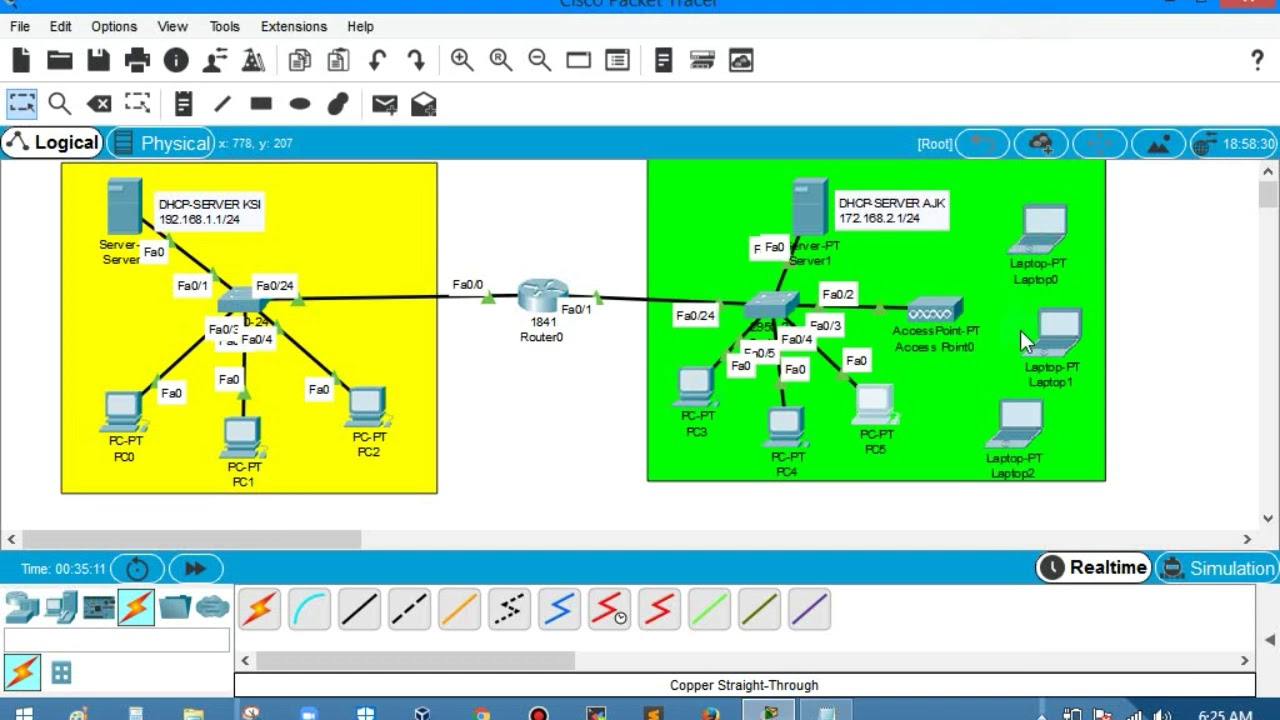 Cisco Packet Tracer
File Edit Options View Tools Extensions Help
?
Logical Physical x: 778, y: 207 [Root] 18:58:30
DHCP-SERVER KSI
192.168.1.1/24
Server-
Server
Fa0
Fa0/1
Fa0/24
Fa0/3
Fa0/4
Fa0
Fa0
Fa0
PC-PT
PC0
PC-PT
PC1
PC-PT
PC2
Fa0/0
Fa0/1
1841
Router0
DHCP-SERVER AJK
172.168.2.1/24
Fa0
erver-PT
Server1
Fa0/24
Fa0/2
Fa0/3
Fa0/4
Fa0/5
Fa0
Fa0
Fa0
AccessPoint-PT
Access Point0
PC-PT
PC3
PC-PT
PC4
PC-PT
PC5
Laptop-PT
Laptop0
Laptop-PT
Laptop1
Laptop-PT
Laptop2
Time: 00:35:11 Realtime Simulation
Copper Straight-Through
6:25 AM